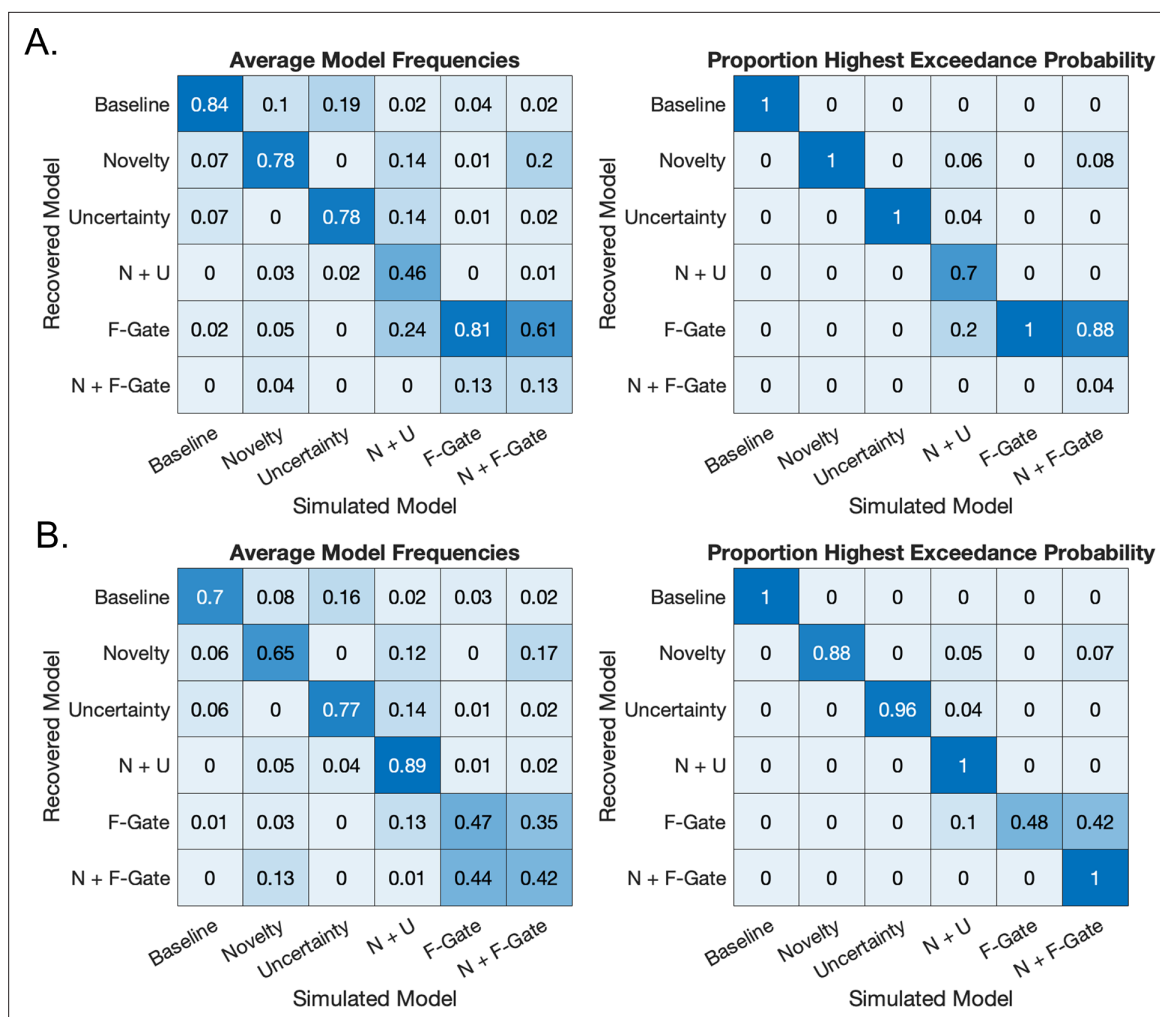 A.
Average Model Frequencies
Recovered Model
Baseline 0.84 0.1 0.19 0.02 0.04 0.02
Novelty 0.07 0.78 0 0.14 0.01 0.2
Uncertainty 0.07 0 0.78 0.14 0.01 0.02
N + U 0 0.03 0.02 0.46 0 0.01
F-Gate 0.02 0.05 0 0.24 0.81 0.61
N + F-Gate 0 0.04 0 0 0.13 0.13
Baseline Novelty Uncertainty N + U F-Gate N + F-Gate
Simulated Model
Proportion Highest Exceedance Probability
Recovered Model
Baseline 1 0 0 0 0 0
Novelty 0 1 0 0.06 0 0.08
Uncertainty 0 0 1 0.04 0 0
N + U 0 0 0 0.7 0 0
F-Gate 0 0 0 0.2 1 0.88
N + F-Gate 0 0 0 0 0 0.04
Baseline Novelty Uncertainty N + U F-Gate N + F-Gate
Simulated Model
B.
Average Model Frequencies
Recovered Model
Baseline 0.7 0.08 0.16 0.02 0.03 0.02
Novelty 0.06 0.65 0 0.12 0 0.17
Uncertainty 0.06 0 0.77 0.14 0.01 0.02
N + U 0 0.05 0.04 0.89 0.01 0.02
F-Gate 0.01 0.03 0 0.13 0.47 0.35
N + F-Gate 0 0.13 0 0.01 0.44 0.42
Baseline Novelty Uncertainty N + U F-Gate N + F-Gate
Simulated Model
Proportion Highest Exceedance Probability
Recovered Model
Baseline 1 0 0 0 0 0
Novelty 0 0.88 0 0.05 0 0.07
Uncertainty 0 0 0.96 0.04 0 0
N + U 0 0 0 1 0 0
F-Gate 0 0 0 0.1 0.48 0.42
N + F-Gate 0 0 0 0 0 1
Baseline Novelty Uncertainty N + U F-Gate N + F-Gate
Simulated Model